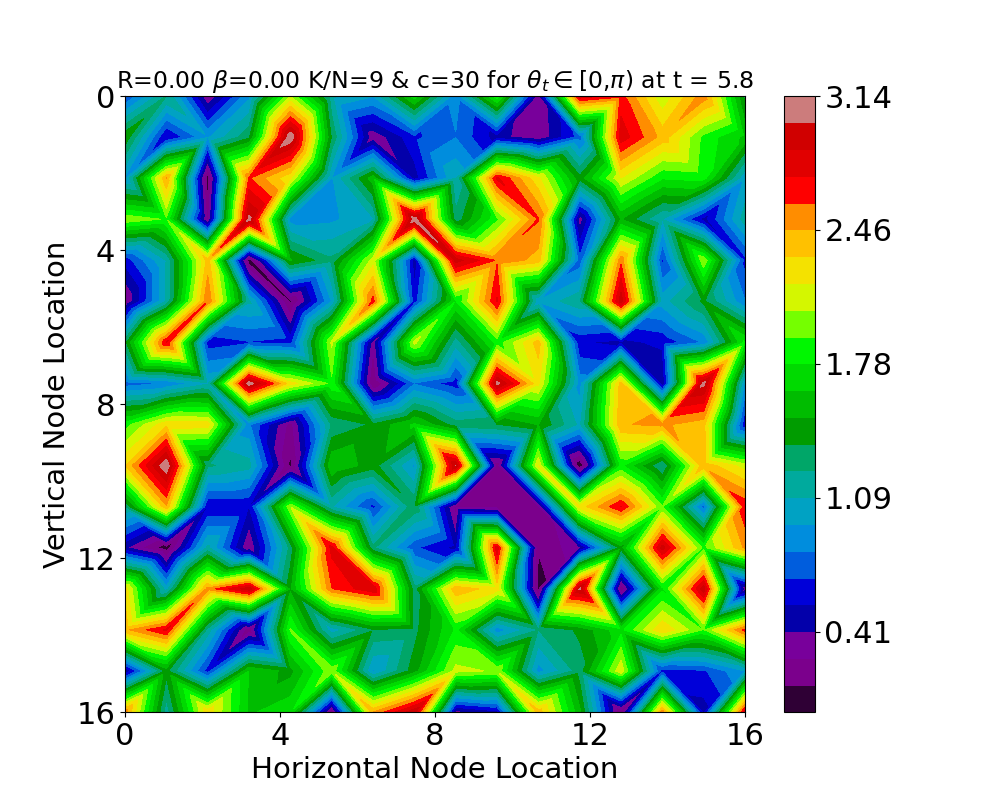 R=0.00 β=0.00 K/N=9 & c=30 for θₜ∈[0,π) at t = 5.8
0
4
8
12
16
Vertical Node Location
0 4 8 12 16
Horizontal Node Location
3.14
2.46
1.78
1.09
0.41